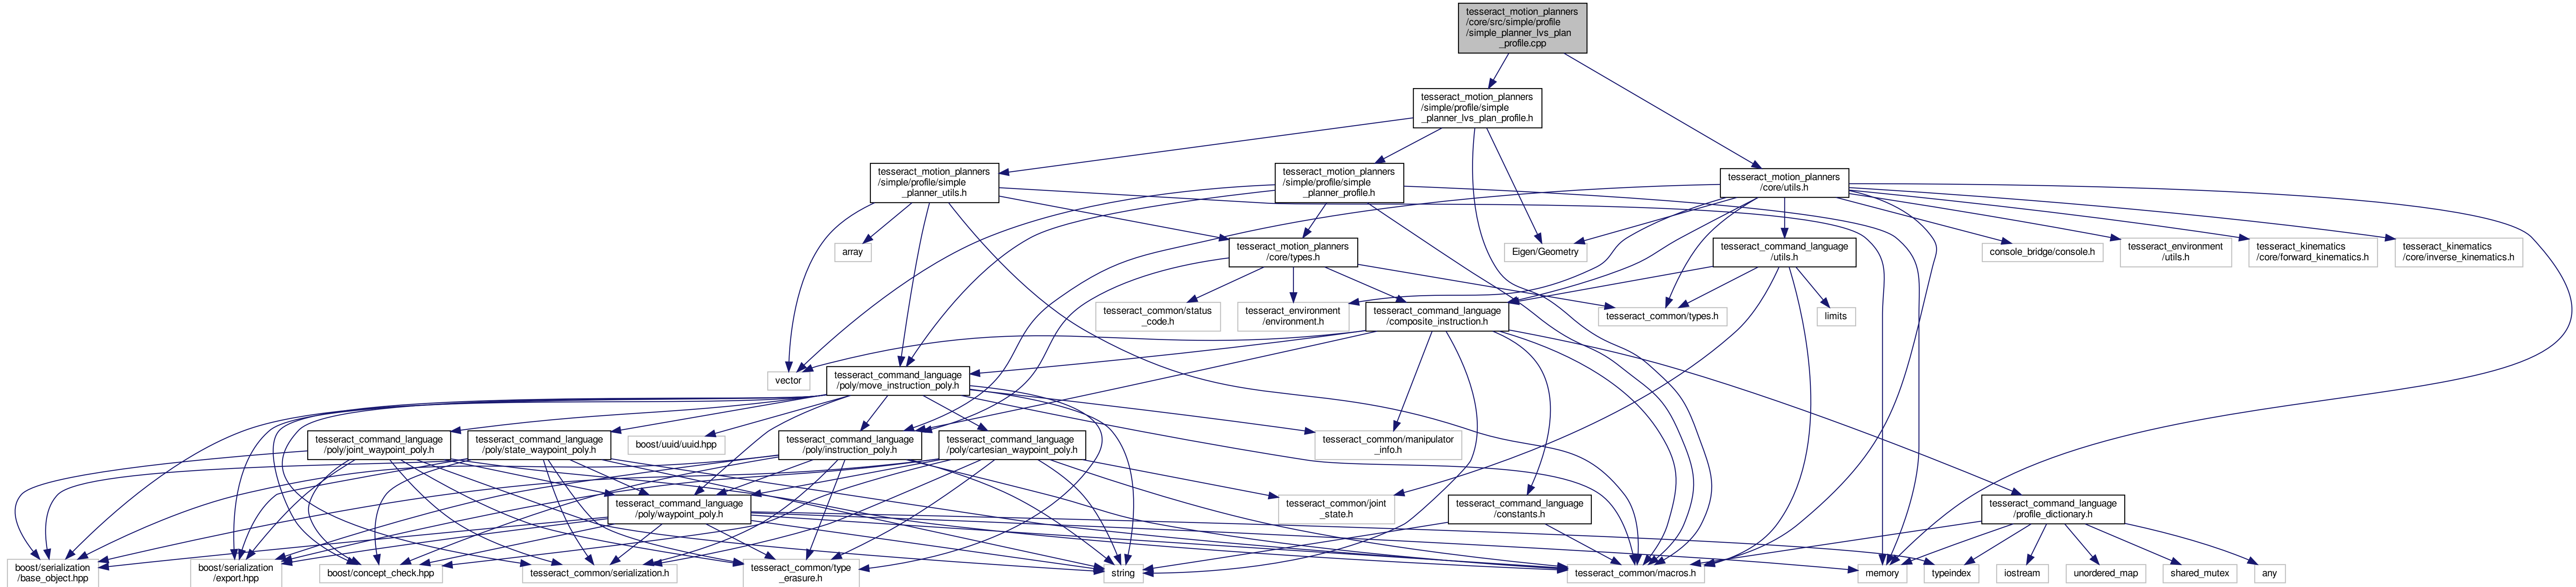 tesseract_motion_planners
/core/src/simple/profile
/simple_planner_lvs_plan
_profile.cpp
tesseract_motion_planners
/simple/profile/simple
_planner_lvs_plan_profile.h
tesseract_motion_planners
/simple/profile/simple
_planner_utils.h
tesseract_motion_planners
/simple/profile/simple
_planner_profile.h
tesseract_motion_planners
/core/utils.h
array
tesseract_motion_planners
/core/types.h
Eigen/Geometry
tesseract_command_language
/utils.h
console_bridge/console.h
tesseract_environment
/utils.h
tesseract_kinematics
/core/forward_kinematics.h
tesseract_kinematics
/core/inverse_kinematics.h
tesseract_common/status
_code.h
tesseract_environment
/environment.h
tesseract_command_language
/composite_instruction.h
tesseract_common/types.h
limits
vector
tesseract_command_language
/poly/move_instruction_poly.h
tesseract_command_language
/poly/joint_waypoint_poly.h
tesseract_command_language
/poly/state_waypoint_poly.h
boost/uuid/uuid.hpp
tesseract_command_language
/poly/instruction_poly.h
tesseract_command_language
/poly/cartesian_waypoint_poly.h
tesseract_common/manipulator
_info.h
tesseract_command_language
/poly/waypoint_poly.h
tesseract_common/joint
_state.h
tesseract_command_language
/constants.h
tesseract_command_language
/profile_dictionary.h
boost/serialization
/base_object.hpp
boost/serialization
/export.hpp
boost/concept_check.hpp
tesseract_common/serialization.h
tesseract_common/type
_erasure.h
string
tesseract_common/macros.h
memory
typeindex
iostream
unordered_map
shared_mutex
any